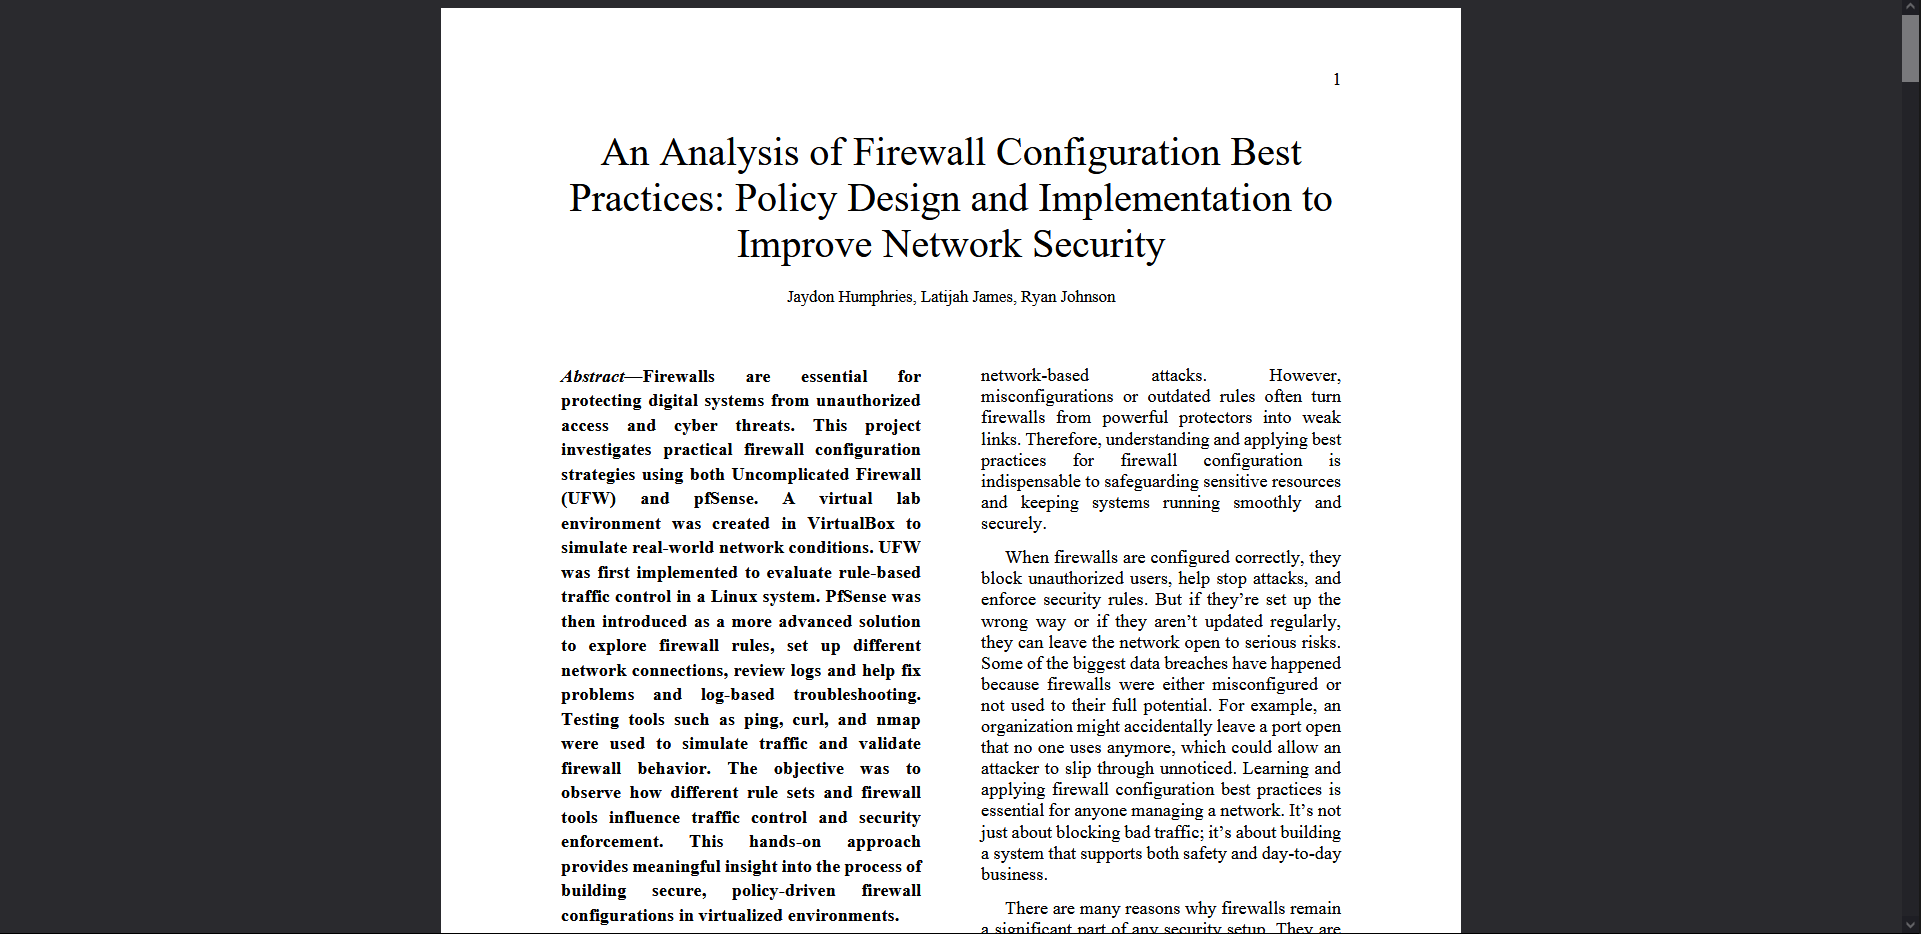 1
An Analysis of Firewall Configuration Best
Practices: Policy Design and Implementation to
Improve Network Security
Jaydon Humphries, Latijah James, Ryan Johnson
Abstract—Firewalls are essential for
protecting digital systems from unauthorized
access and cyber threats. This project
investigates practical firewall configuration
strategies using both Uncomplicated Firewall
(UFW) and pfSense. A virtual lab
environment was created in VirtualBox to
simulate real-world network conditions. UFW
was first implemented to evaluate rule-based
traffic control in a Linux system. PfSense was
then introduced as a more advanced solution
to explore firewall rules, set up different
network connections, review logs and help fix
problems and log-based troubleshooting.
Testing tools such as ping, curl, and nmap
were used to simulate traffic and validate
firewall behavior. The objective was to
observe how different rule sets and firewall
tools influence traffic control and security
enforcement. This hands-on approach
provides meaningful insight into the process of
building secure, policy-driven firewall
configurations in virtualized environments.
network-based attacks. However,
misconfigurations or outdated rules often turn
firewalls from powerful protectors into weak
links. Therefore, understanding and applying best
practices for firewall configuration is
indispensable to safeguarding sensitive resources
and keeping systems running smoothly and
securely.
When firewalls are configured correctly, they
block unauthorized users, help stop attacks, and
enforce security rules. But if they’re set up the
wrong way or if they aren’t updated regularly,
they can leave the network open to serious risks.
Some of the biggest data breaches have happened
because firewalls were either misconfigured or
not used to their full potential. For example, an
organization might accidentally leave a port open
that no one uses anymore, which could allow an
attacker to slip through unnoticed. Learning and
applying firewall configuration best practices is
essential for anyone managing a network. It’s not
just about blocking bad traffic; it’s about building
a system that supports both safety and day-to-day
business.
There are many reasons why firewalls remain
a significant part of any security setup. They are